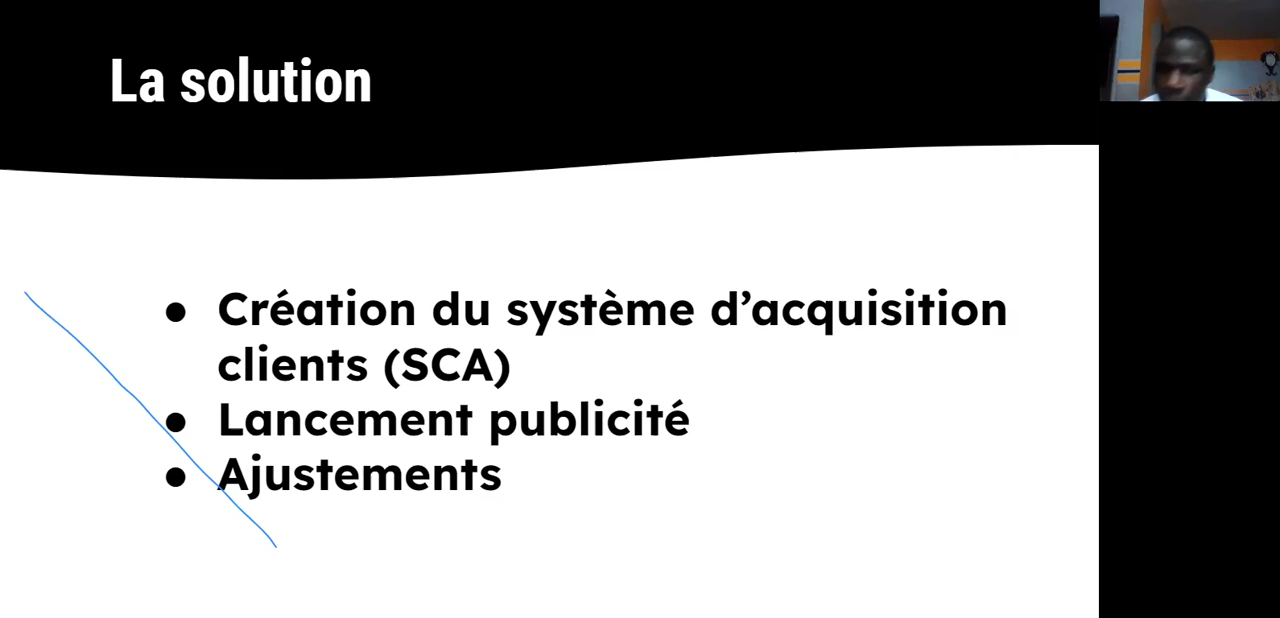 La solution
● Création du système d’acquisition
clients (SCA)
● Lancement publicité
● Ajustements